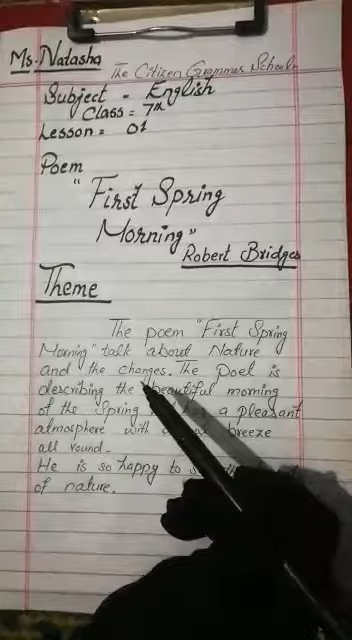 Ms. Natasha
The Citizen Grammar School
Subject = English
Class = 7th
Lesson = 01
Poem
"First Spring
Morning"
Robert Bridges
Theme
The poem "First Spring
Morning" talk about Nature
and the changes. The Poet is
describing the beautiful morning
of the Spring a pleasant
atmosphere with breeze
all round.
He is so happy to
of nature.